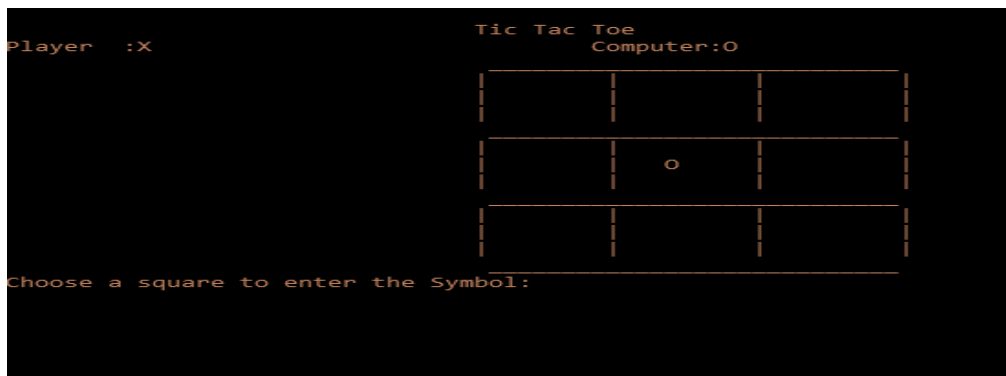 Tic Tac Toe
Player :X Computer:O
O
Choose a square to enter the Symbol: